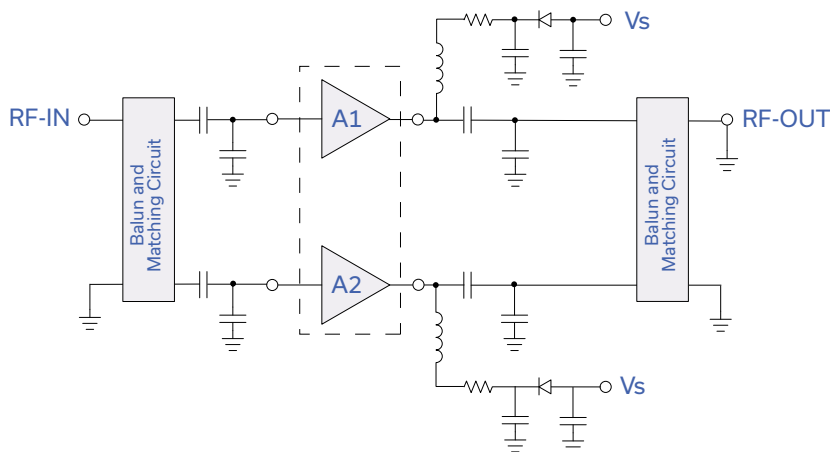 Vs
RF-IN
A1
RF-OUT
Balun and
Matching Circuit
Balun and
Matching Circuit
A2
Vs